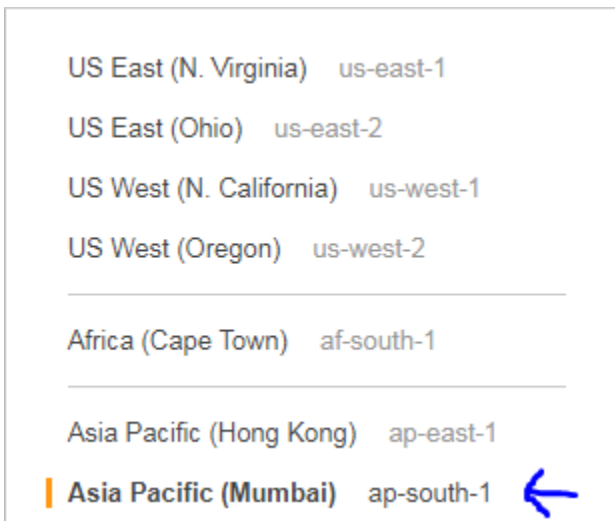 US East (N. Virginia) us-east-1
US East (Ohio) us-east-2
US West (N. California) us-west-1
US West (Oregon) us-west-2
Africa (Cape Town) af-south-1
Asia Pacific (Hong Kong) ap-east-1
Asia Pacific (Mumbai) ap-south-1